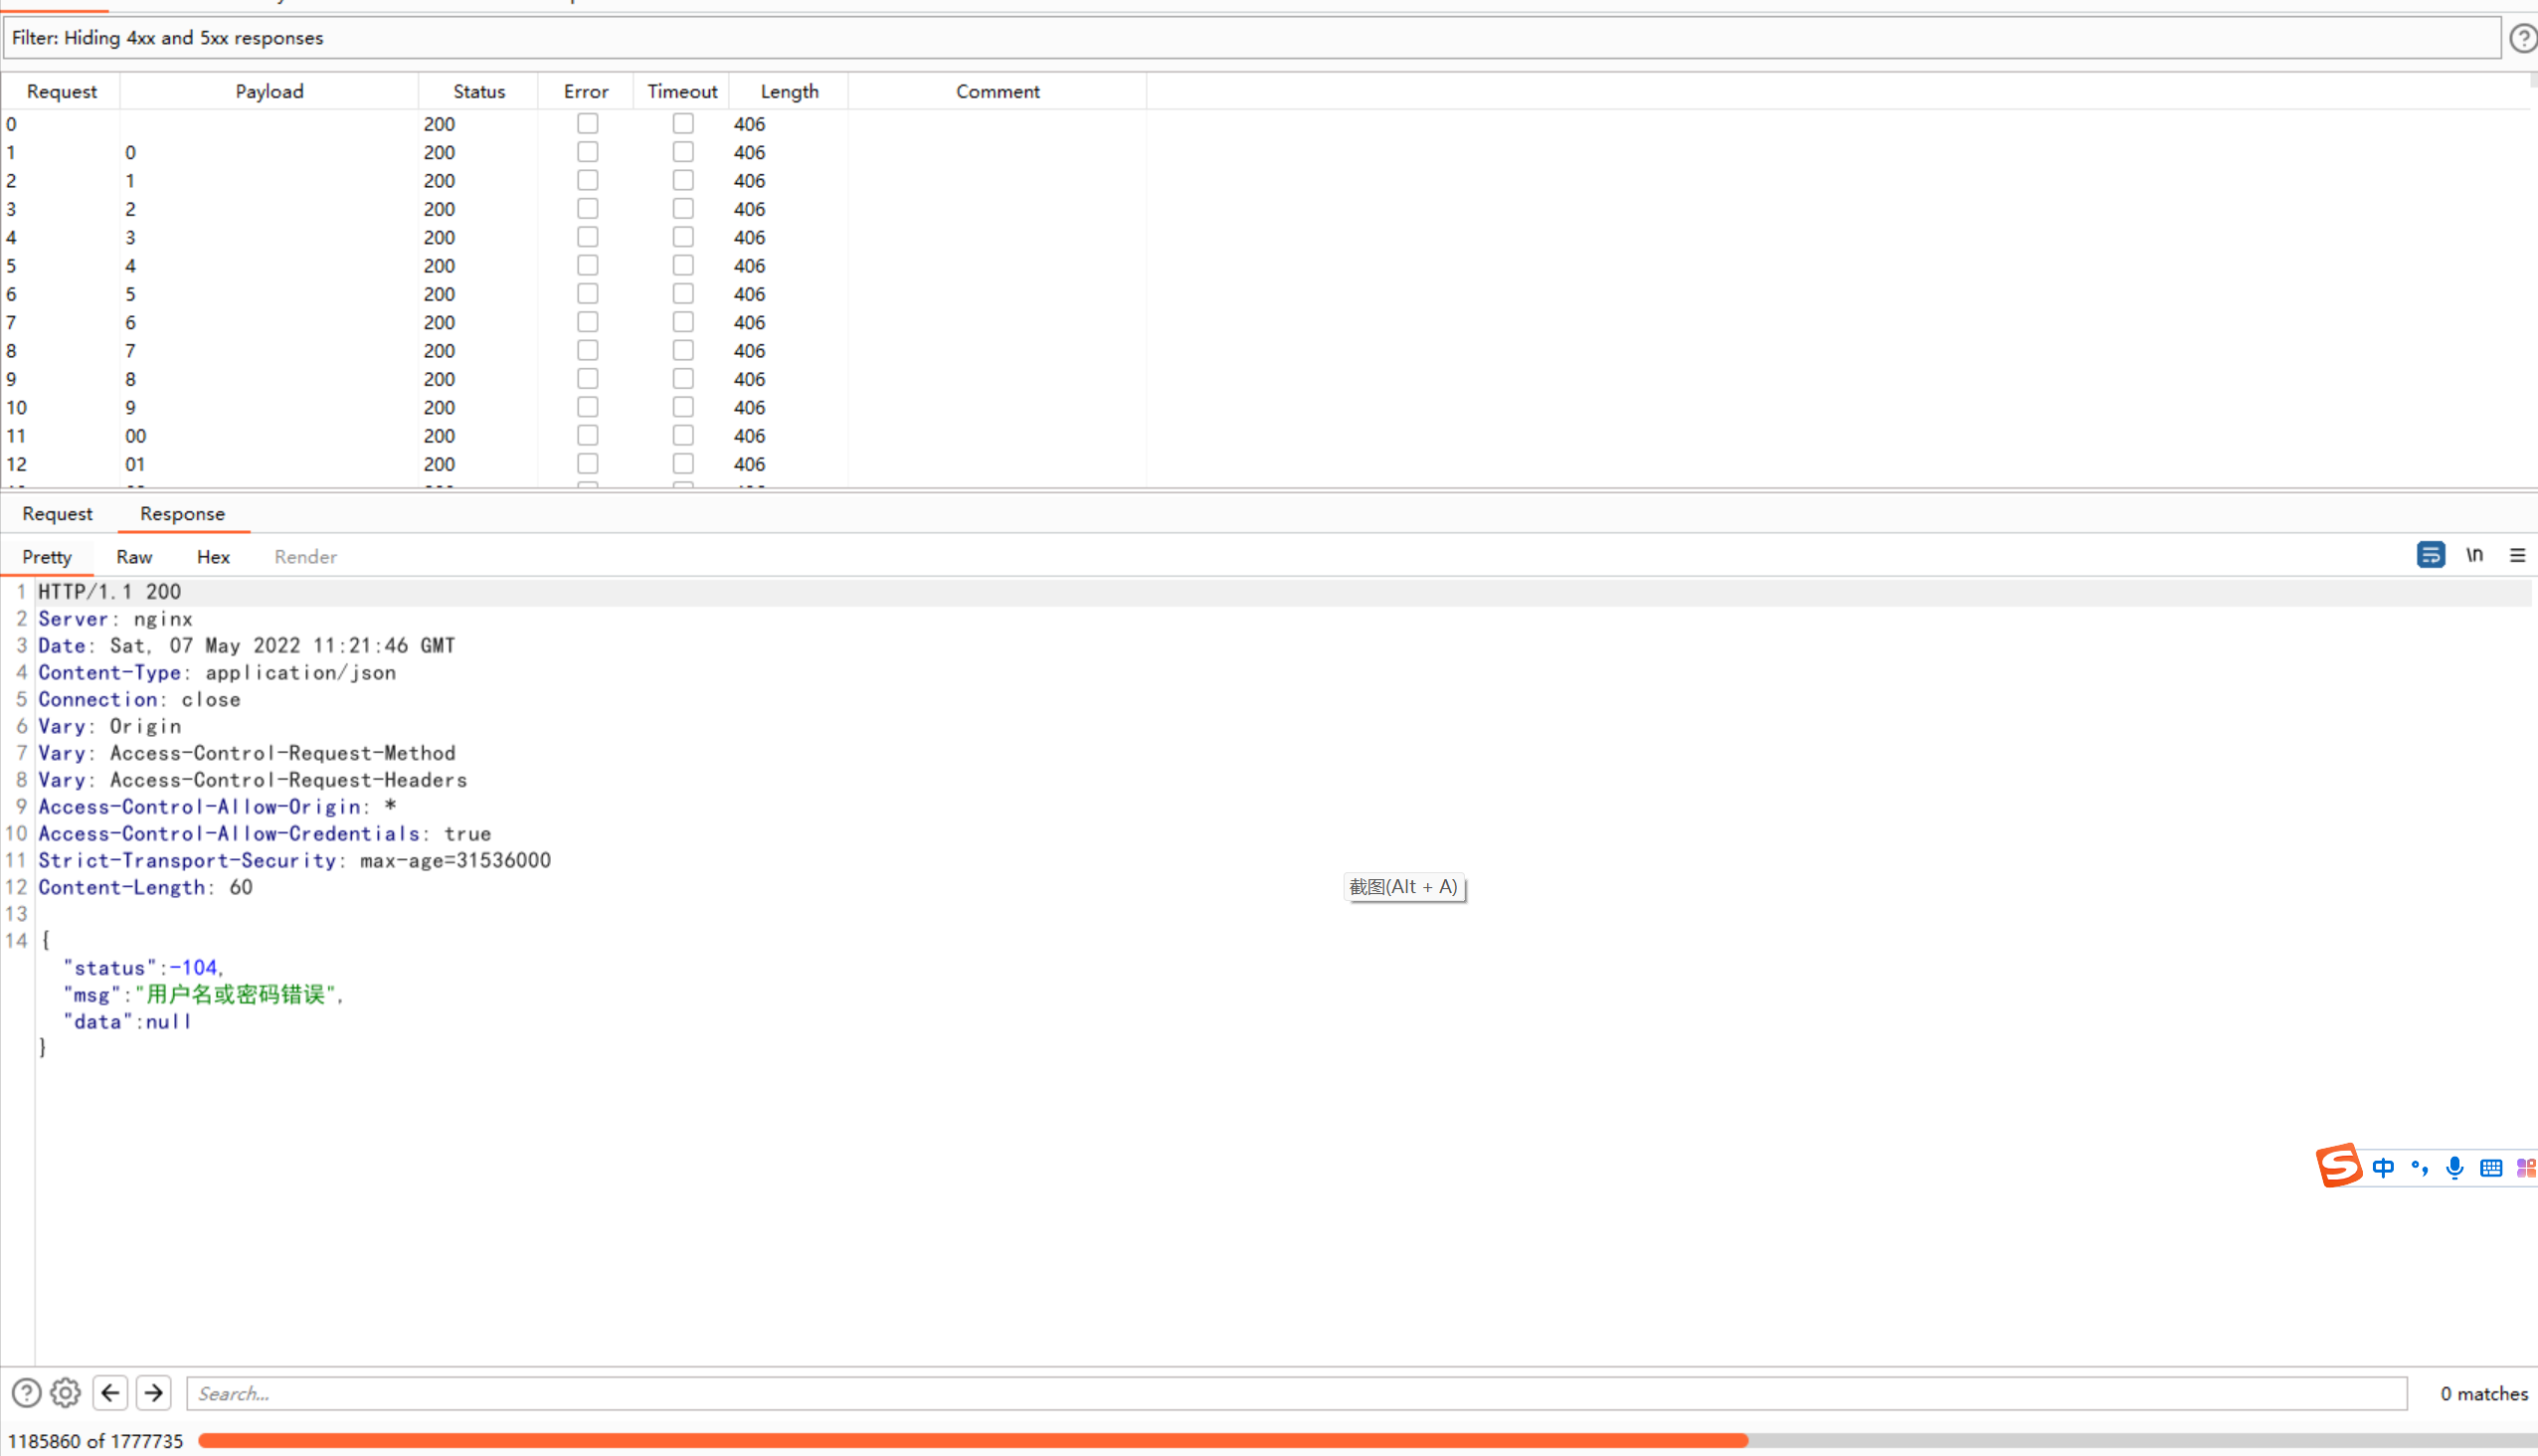 Filter: Hiding 4xx and 5xx responses
Request Payload Status Error Timeout Length Comment
0 200 406
1 0 200 406
2 1 200 406
3 2 200 406
4 3 200 406
5 4 200 406
6 5 200 406
7 6 200 406
8 7 200 406
9 8 200 406
10 9 200 406
11 00 200 406
12 01 200 406
Request Response
Pretty Raw Hex Render \n
1 HTTP/1.1 200
2 Server: nginx
3 Date: Sat, 07 May 2022 11:21:46 GMT
4 Content-Type: application/json
5 Connection: close
6 Vary: Origin
7 Vary: Access-Control-Request-Method
8 Vary: Access-Control-Request-Headers
9 Access-Control-Allow-Origin: *
10 Access-Control-Allow-Credentials: true
11 Strict-Transport-Security: max-age=31536000
12 Content-Length: 60
截图(Alt + A)
13
14 {
"status":-104,
"msg":"用户名或密码错误",
"data":null
}
S 中
Search...
0 matches
1185860 of 1777735